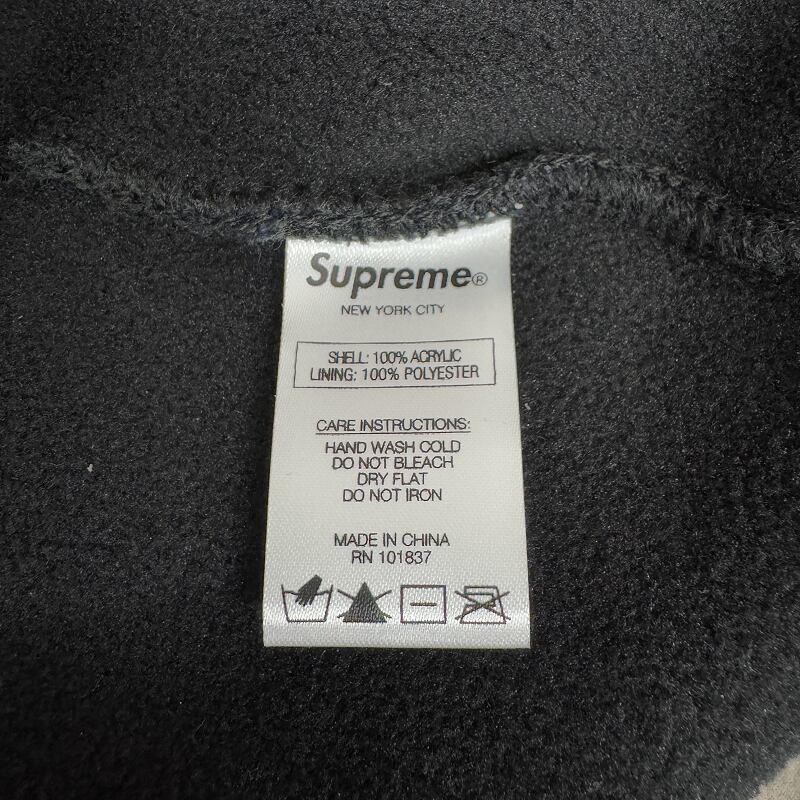 Supreme®
NEW YORK CITY
SHELL: 100% ACRYLIC
LINING: 100% POLYESTER
CARE INSTRUCTIONS:
HAND WASH COLD
DO NOT BLEACH
DRY FLAT
DO NOT IRON
MADE IN CHINA
RN 101837